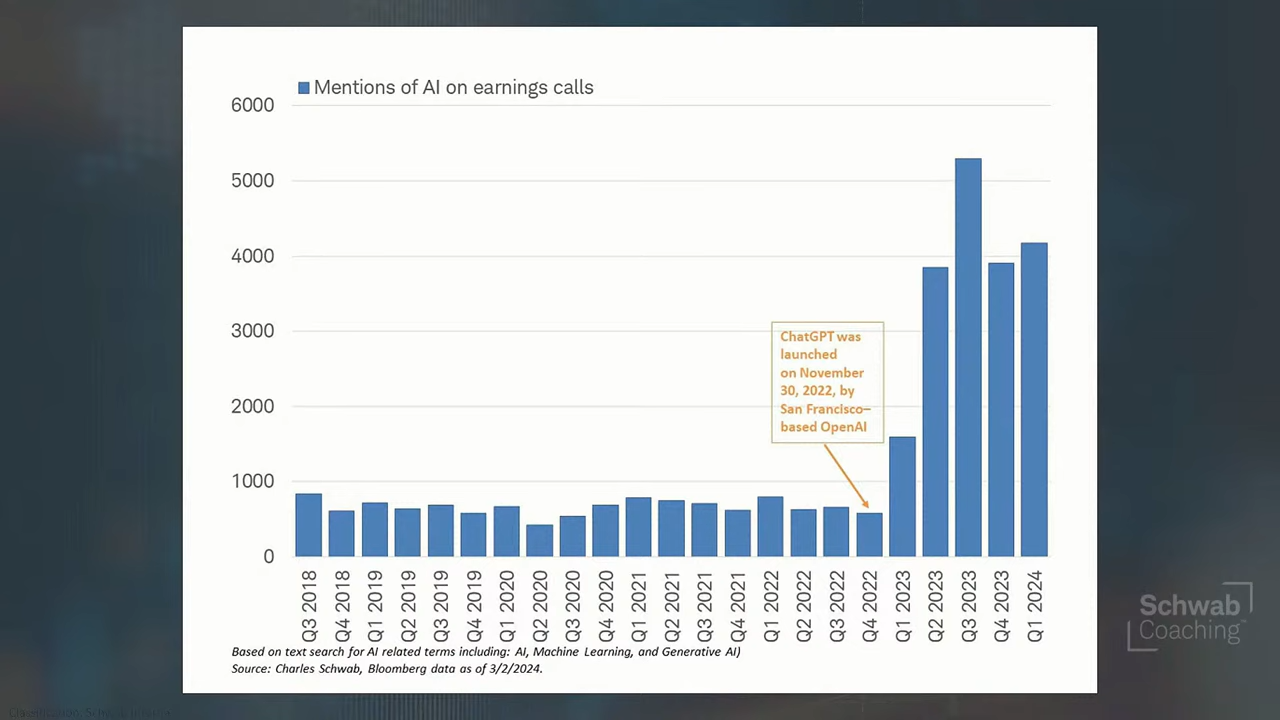 Mentions of AI on earnings calls
6000
5000
4000
3000
2000
1000
0
ChatGPT was
launched
on November
30, 2022, by
San Francisco–
based OpenAI
Q3 2018
Q4 2018
Q1 2019
Q2 2019
Q3 2019
Q4 2019
Q1 2020
Q2 2020
Q3 2020
Q4 2020
Q1 2021
Q2 2021
Q3 2021
Q4 2021
Q1 2022
Q2 2022
Q3 2022
Q4 2022
Q1 2023
Q2 2023
Q3 2023
Q4 2023
Q1 2024
Based on text search for AI related terms including: AI, Machine Learning, and Generative AI)
Source: Charles Schwab, Bloomberg data as of 3/2/2024.
Schwab
Coaching™